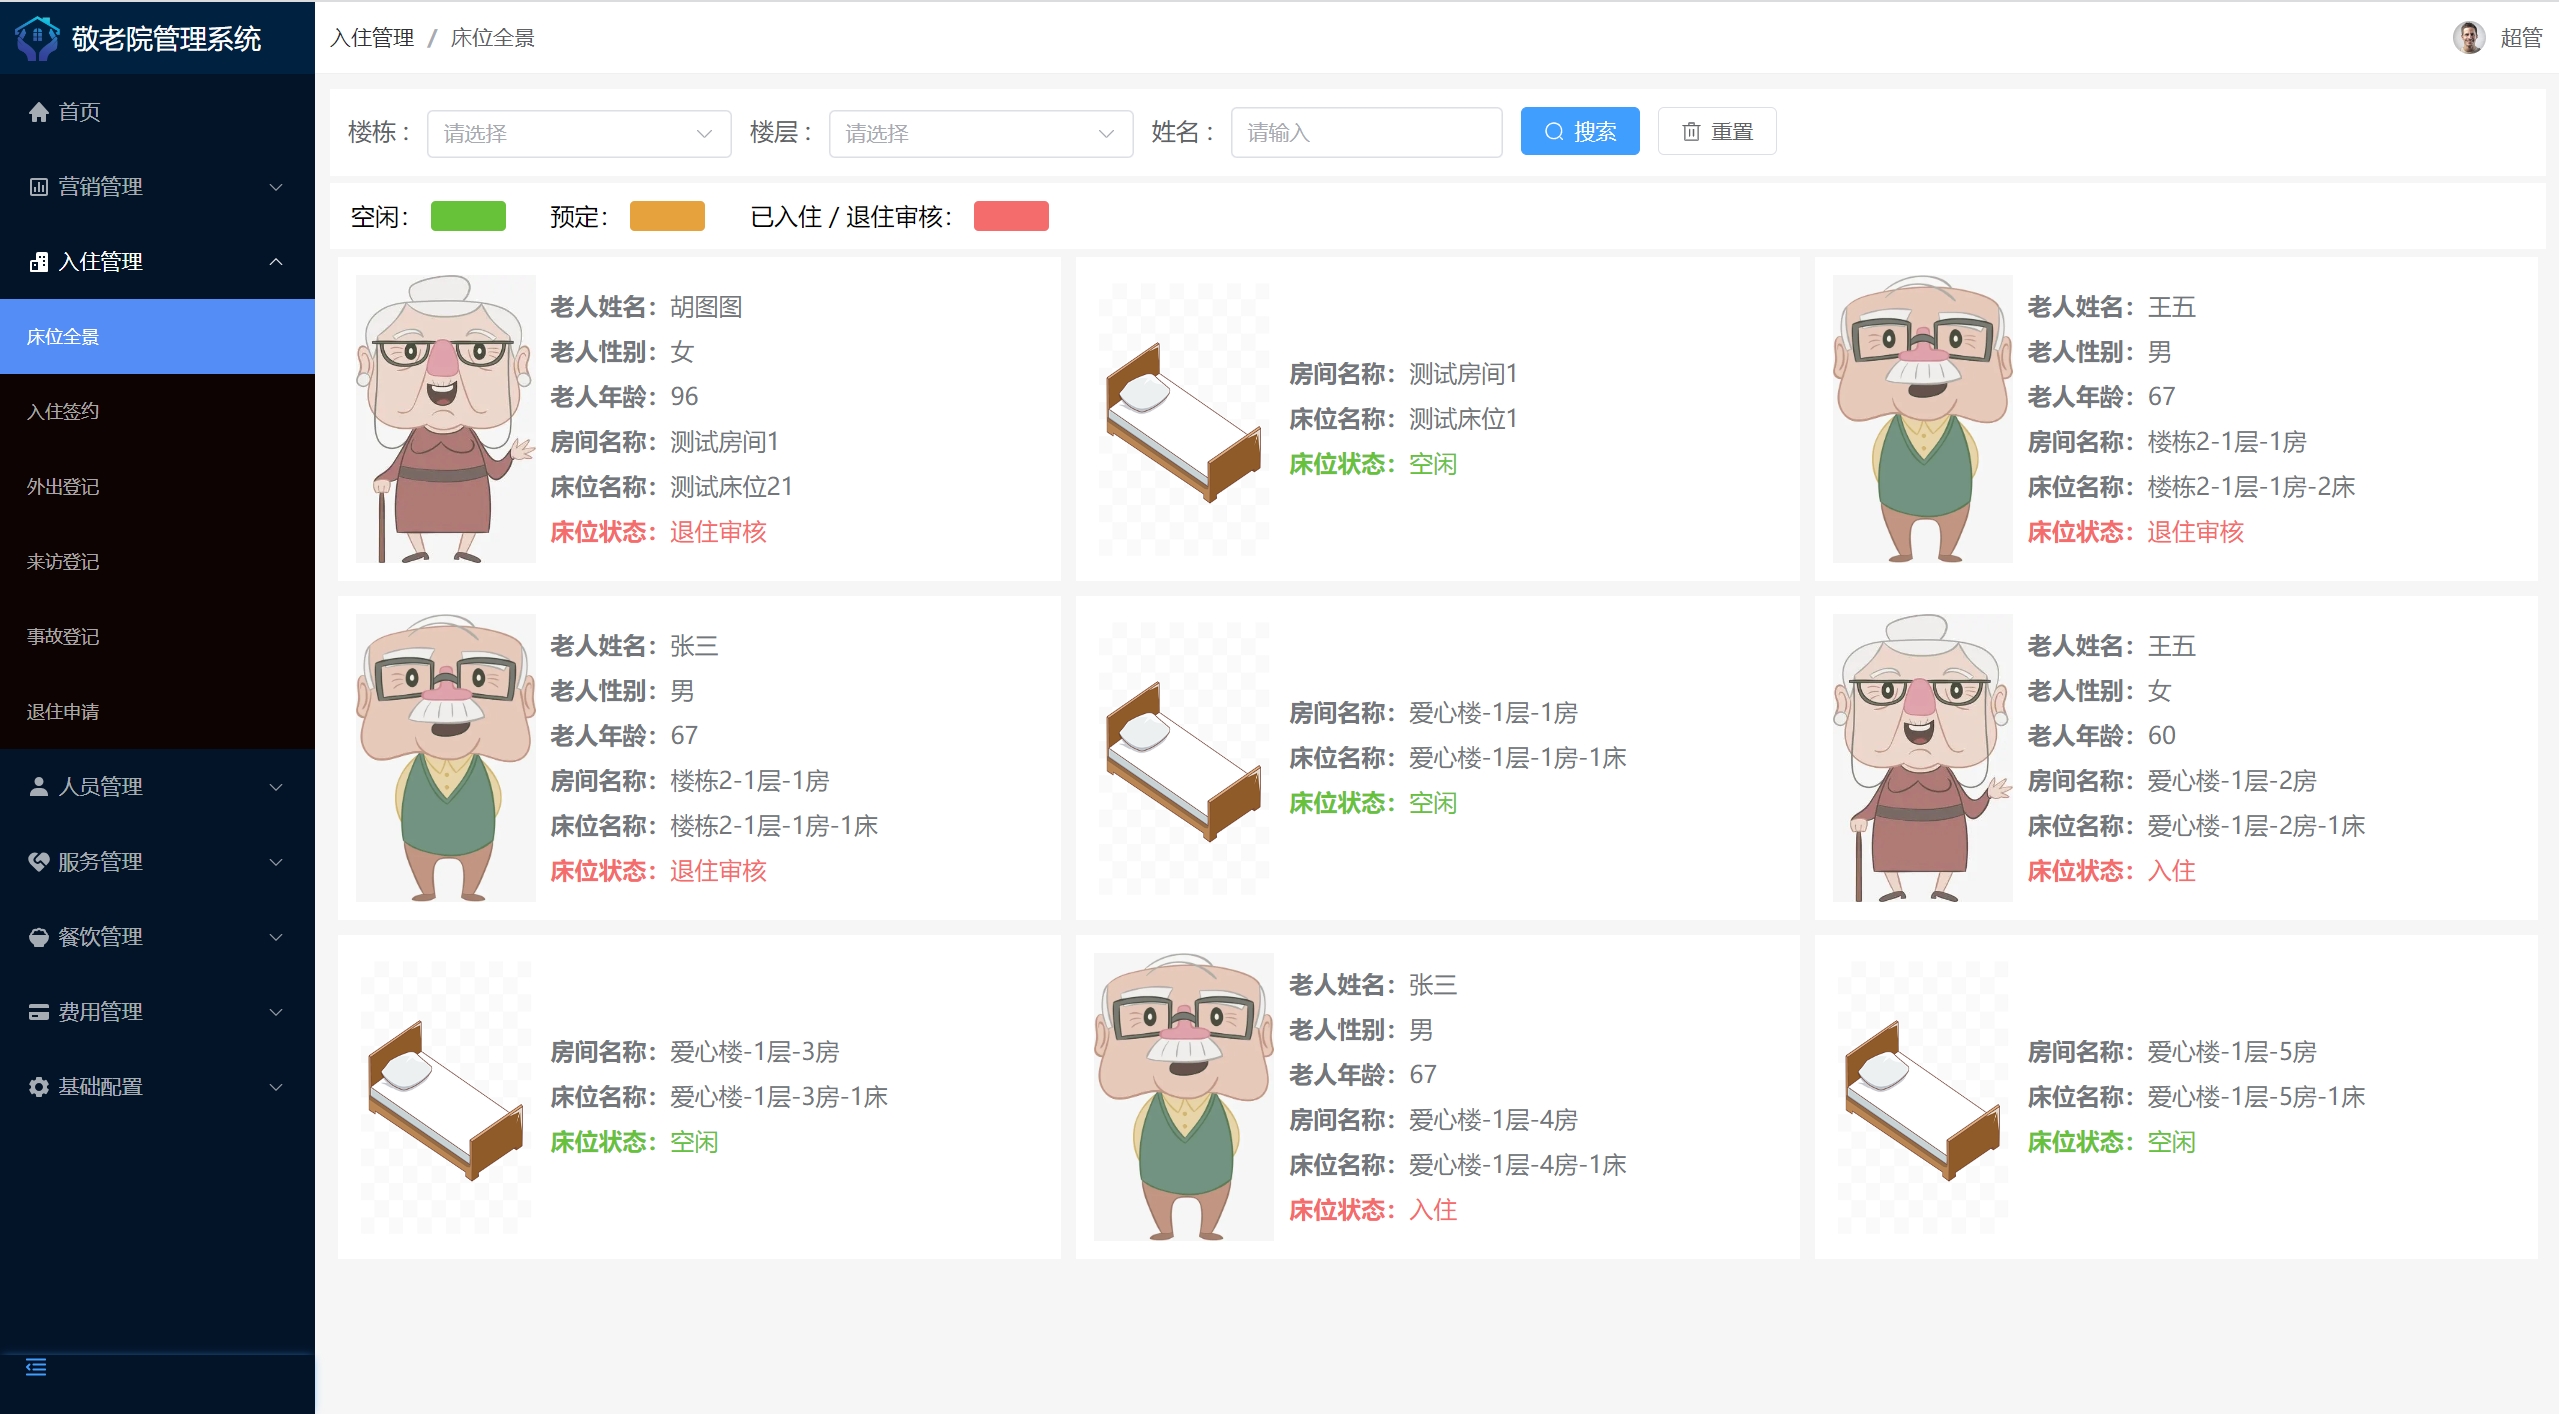 敬老院管理系统
首页
营销管理
入住管理
床位全景
入住签约
外出登记
来访登记
事故登记
退住申请
人员管理
服务管理
餐饮管理
费用管理
基础配置
入住管理 / 床位全景
超管
楼栋： 请选择 楼层： 请选择 姓名： 请输入 搜索 重置
空闲： 预定： 已入住 / 退住审核：
老人姓名：胡图图
老人性别：女
老人年龄：96
房间名称：测试房间1
床位名称：测试床位21
床位状态：退住审核
房间名称：测试房间1
床位名称：测试床位1
床位状态：空闲
老人姓名：王五
老人性别：男
老人年龄：67
房间名称：楼栋2-1层-1房
床位名称：楼栋2-1层-1房-2床
床位状态：退住审核
老人姓名：张三
老人性别：男
老人年龄：67
房间名称：楼栋2-1层-1房
床位名称：楼栋2-1层-1房-1床
床位状态：退住审核
房间名称：爱心楼-1层-1房
床位名称：爱心楼-1层-1房-1床
床位状态：空闲
老人姓名：王五
老人性别：女
老人年龄：60
房间名称：爱心楼-1层-2房
床位名称：爱心楼-1层-2房-1床
床位状态：入住
房间名称：爱心楼-1层-3房
床位名称：爱心楼-1层-3房-1床
床位状态：空闲
老人姓名：张三
老人性别：男
老人年龄：67
房间名称：爱心楼-1层-4房
床位名称：爱心楼-1层-4房-1床
床位状态：入住
房间名称：爱心楼-1层-5房
床位名称：爱心楼-1层-5房-1床
床位状态：空闲